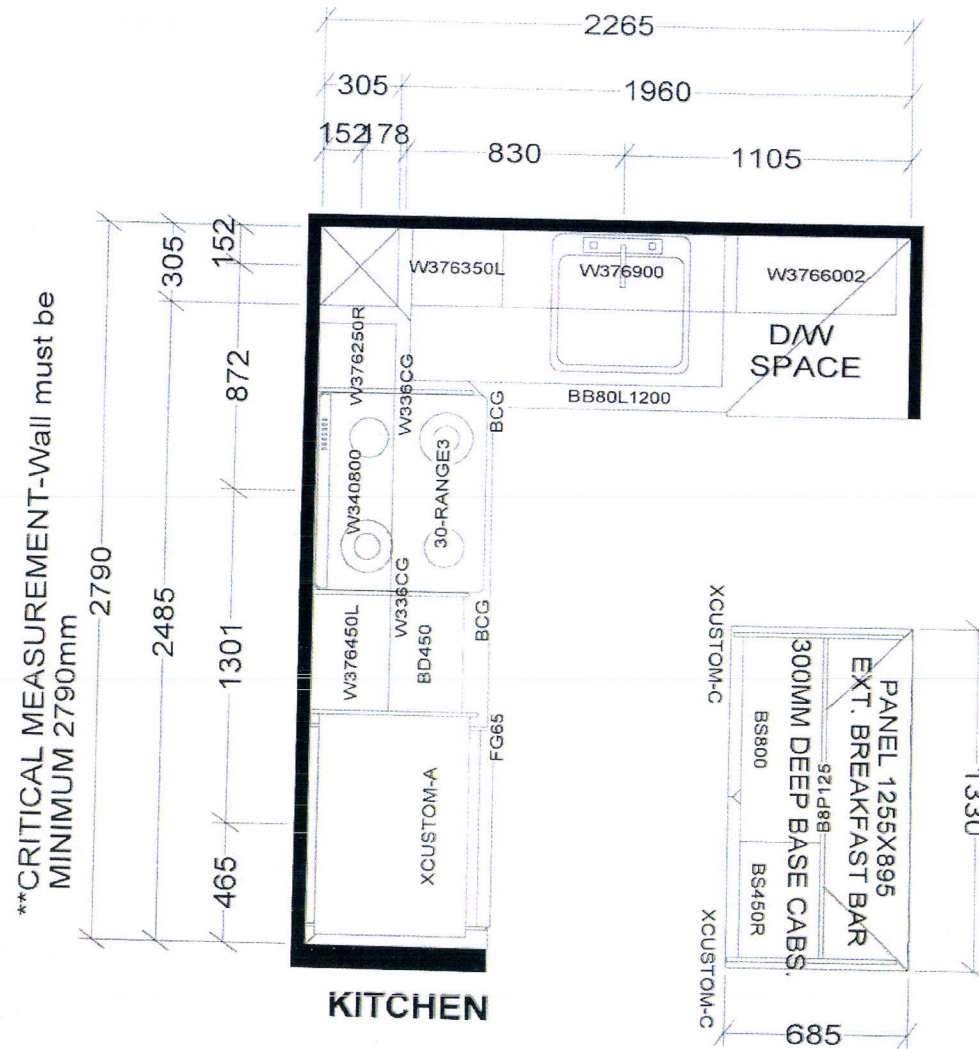 2265
305
1960
152
178
830
1105
**CRITICAL MEASUREMENT-Wall must be
MINIMUM 2790mm
2790
305
2485
152
872
1301
465
W376350L
W376900
W3766002
D/W
SPACE
BB80L1200
W376250R
W336CG
BCG
W340800
30-RANGE3
W336CG
BCG
W376450L
BD450
FG65
XCUSTOM-A
KITCHEN
XCUSTOM-C
PANEL 1255X895
EXT. BREAKFAST BAR
BBP125
300MM DEEP BASE CABS.
BS800
BS450R
XCUSTOM-C
1330
685